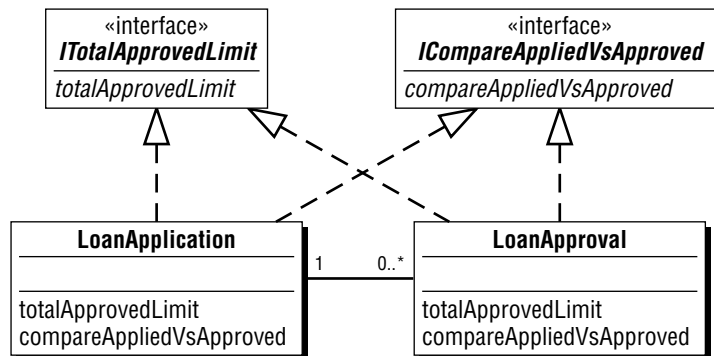 «interface»
ITotalApprovedLimit
totalApprovedLimit
«interface»
ICompareAppliedVsApproved
compareAppliedVsApproved
LoanApplication
totalApprovedLimit
compareAppliedVsApproved
1
0..*
LoanApproval
totalApprovedLimit
compareAppliedVsApproved